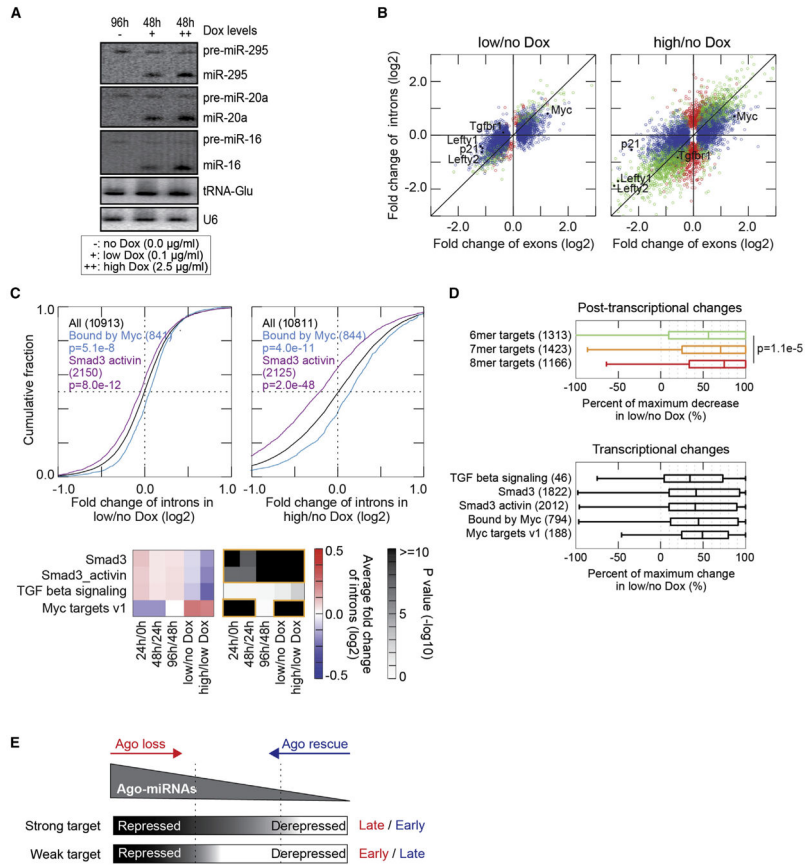 A
96h 48h 48h
- + ++ Dox levels
pre-miR-295
miR-295
pre-miR-20a
miR-20a
pre-miR-16
miR-16
tRNA-Glu
U6
-: no Dox (0.0 µg/ml)
+: low Dox (0.1 µg/ml)
++: high Dox (2.5 µg/ml)
B
low/no Dox
high/no Dox
Fold change of introns (log2)
2.0
0.0
-2.0
Myc
Tgfbr1
Lefty1
p21
Lefty2
Myc
p21
Tgfbr1
Lefty1
Lefty2
-2.0 0.0 2.0
-2.0 0.0 2.0
Fold change of exons (log2)
Fold change of exons (log2)
C
Cumulative fraction
1.0
0.0
All (10913)
Bound by Myc (841)
p=5.1e-8
Smad3 activin
(2150)
p=8.0e-12
All (10811)
Bound by Myc (844)
p=4.0e-11
Smad3 activin
(2125)
p=2.0e-48
-1.0 0.0 1.0
-1.0 0.0 1.0
Fold change of introns in
low/no Dox (log2)
Fold change of introns in
high/no Dox (log2)
Smad3
Smad3_activin
TGF beta signaling
Myc targets v1
24h/0h
48h/24h
96h/48h
low/no Dox
high/low Dox
24h/0h
48h/24h
96h/48h
low/no Dox
high/low Dox
0.5
-0.5
Average fold change
of introns (log2)
>=10
5
0
P value (-log10)
D
Post-transcriptional changes
6mer targets (1313)
7mer targets (1423)
8mer targets (1166)
p=1.1e-5
-100 -50 0 50 100
Percent of maximum decrease
in low/no Dox (%)
Transcriptional changes
TGF beta signaling (46)
Smad3 (1822)
Smad3 activin (2012)
Bound by Myc (794)
Myc targets v1 (188)
-100 -50 0 50 100
Percent of maximum change
in low/no Dox (%)
E
Ago loss
Ago rescue
Ago-miRNAs
Strong target Repressed Derepressed Late / Early
Weak target Repressed Derepressed Early / Late